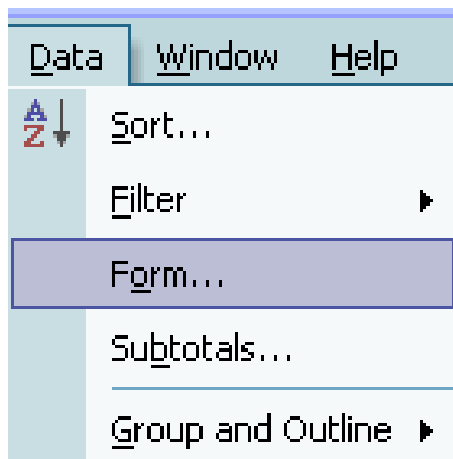 Data Window Help
Sort...
Filter
Form...
Subtotals...
Group and Outline